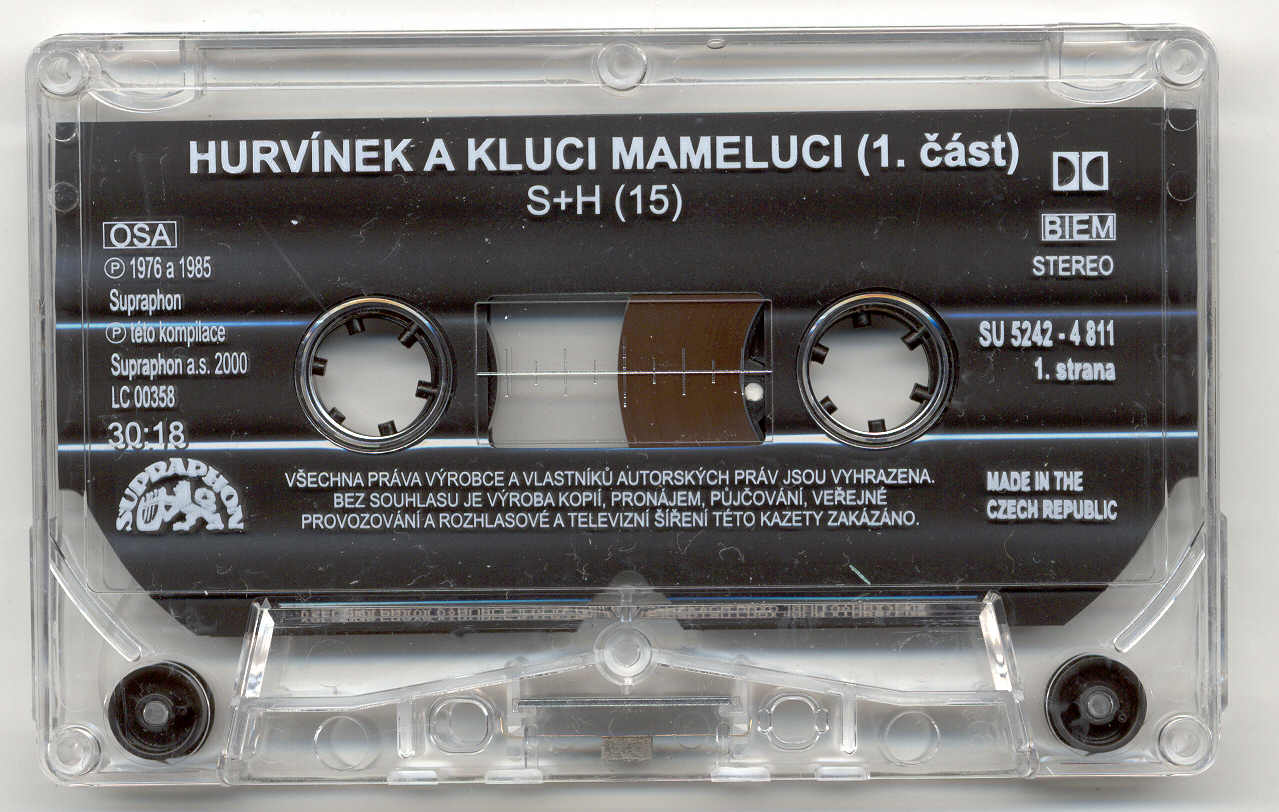 HURVÍNEK A KLUCI MAMELUCI (1. část)
S+H (15)
OSA
℗ 1976 a 1985
Supraphon
℗ této kompilace
Supraphon a.s. 2000
LC 00358
30:18
SUPRAPHON
BIEM
STEREO
SU 5242 - 4 811
1. strana
VŠECHNA PRÁVA VÝROBCE A VLASTNÍKŮ AUTORSKÝCH PRÁV JSOU VYHRAZENA.
BEZ SOUHLASU JE VÝROBA KOPIÍ, PRONÁJEM, PŮJČOVÁNÍ, VEŘEJNÉ
PROVOZOVÁNÍ A ROZHLASOVÉ A TELEVIZNÍ ŠÍŘENÍ TÉTO KAZETY ZAKÁZÁNO.
MADE IN THE
CZECH REPUBLIC